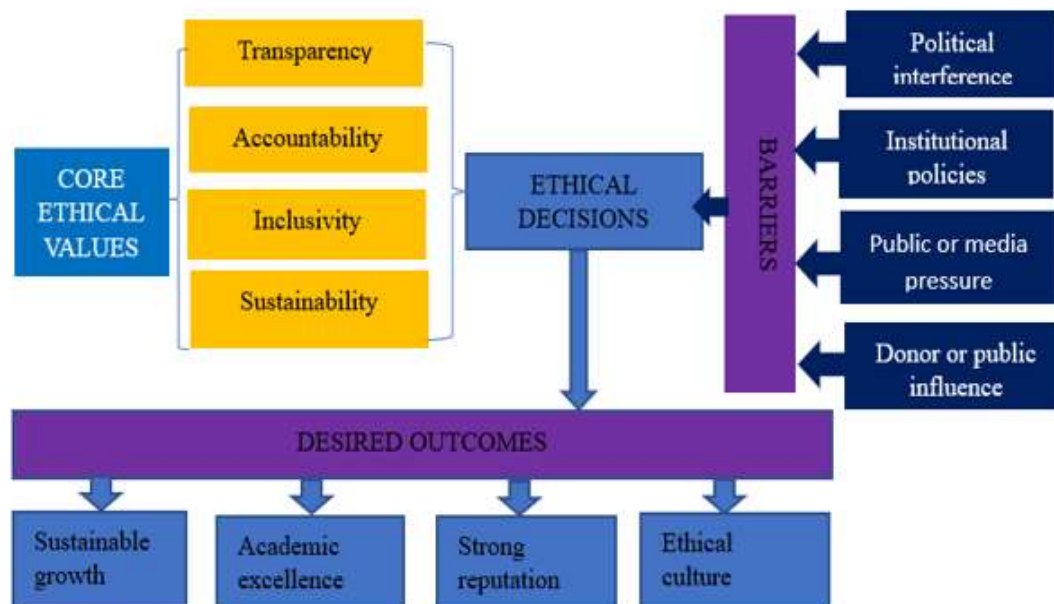 CORE
ETHICAL
VALUES
Transparency
Accountability
Inclusivity
Sustainability
ETHICAL
DECISIONS
BARRIERS
Political
interference
Institutional
policies
Public or media
pressure
Donor or public
influence
DESIRED OUTCOMES
Sustainable
growth
Academic
excellence
Strong
reputation
Ethical
culture